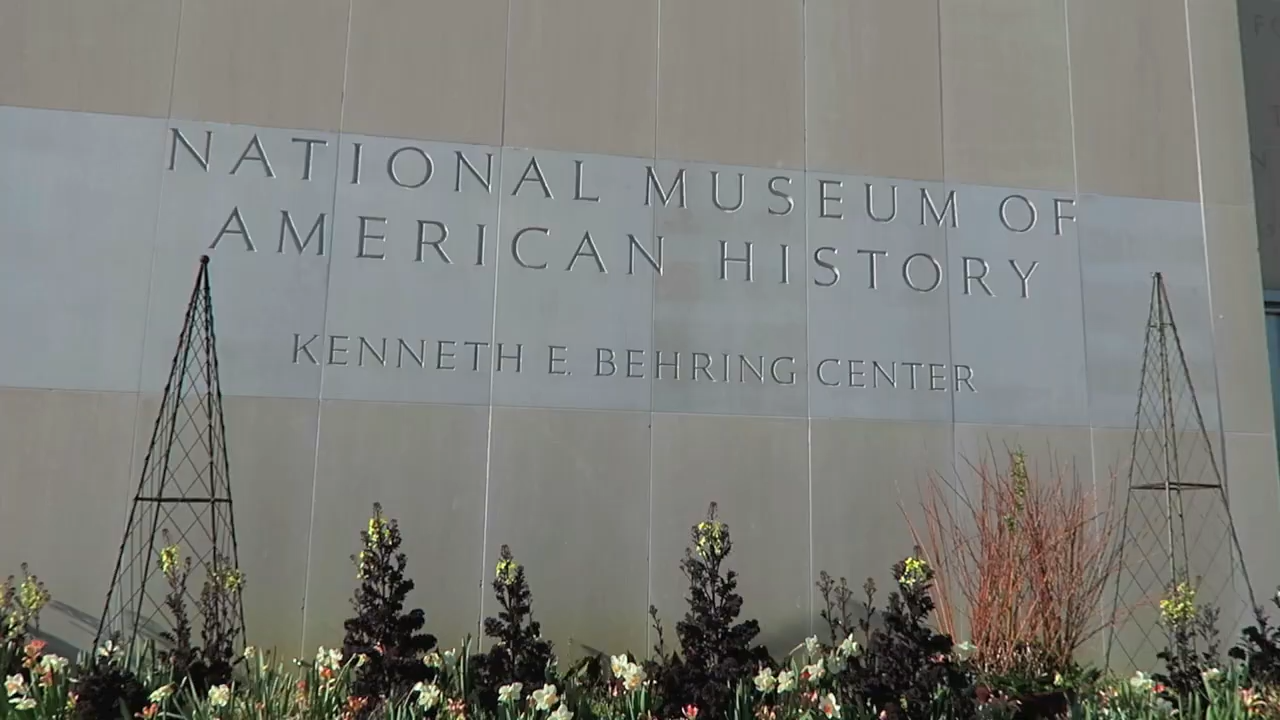 NATIONAL MUSEUM OF
AMERICAN HISTORY
KENNETH E. BEHRING CENTER